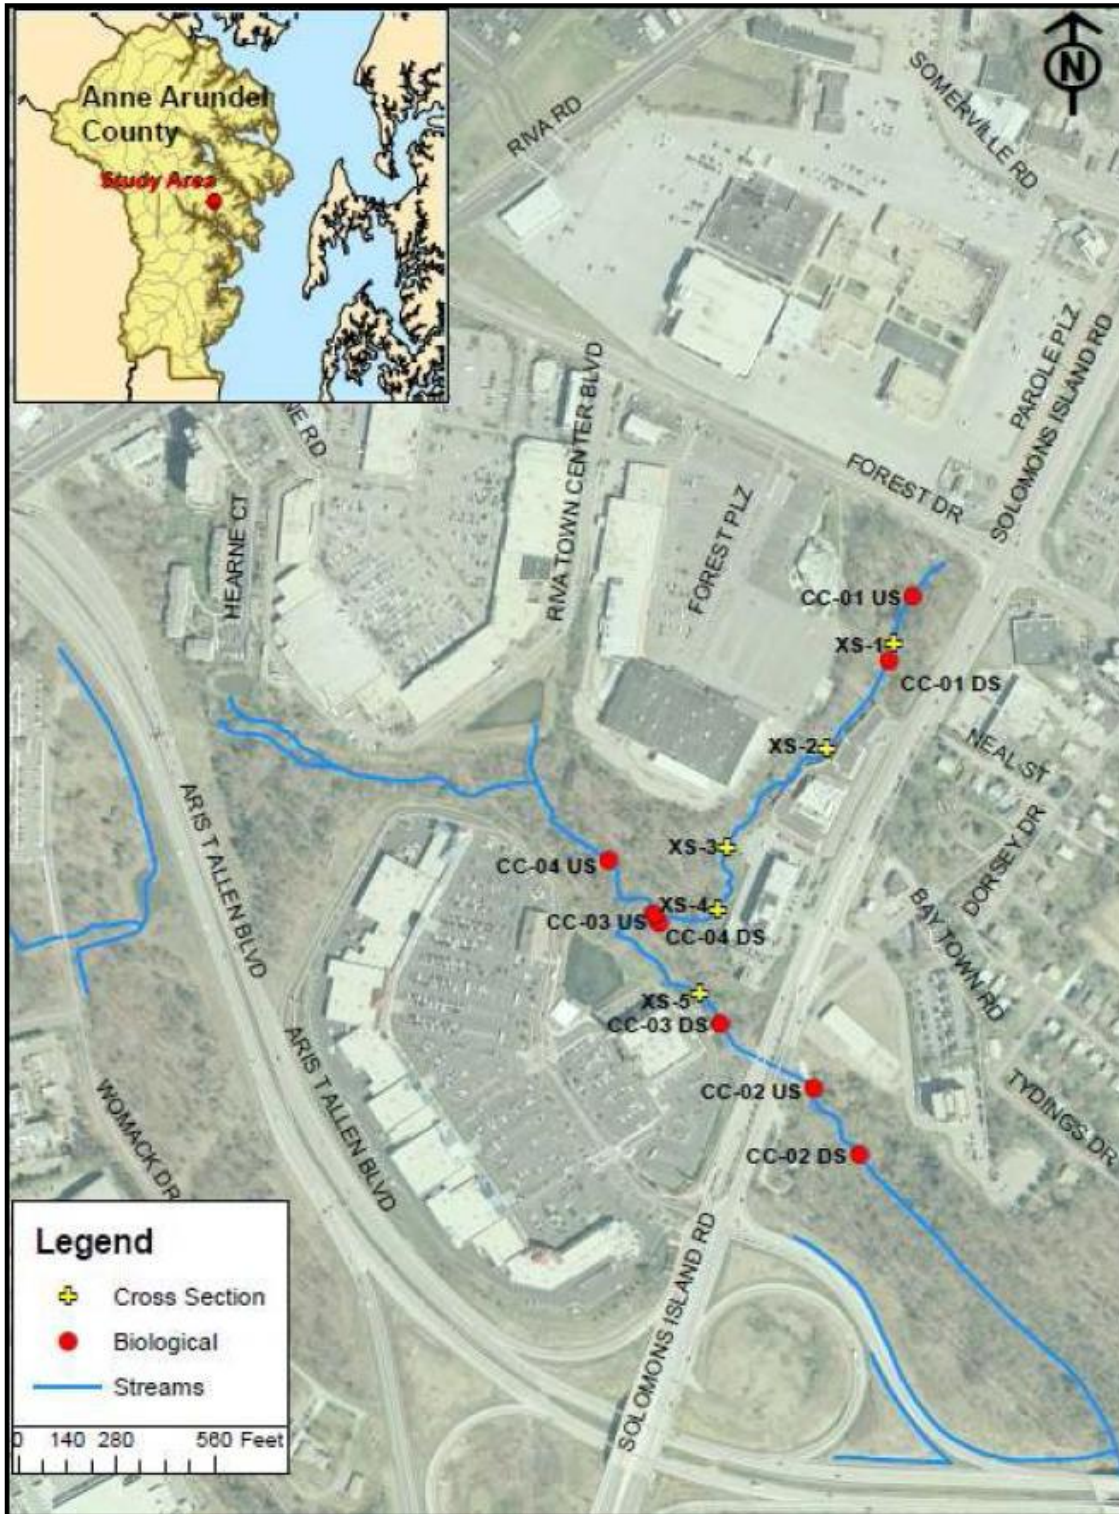 Anne Arundel
County
Study Area
N
RIVA RD
SOMERVILLE RD
PAROLE PLZ
SOLOMONS ISLAND RD
NE RD
HEARNE CT
RIVA TOWN CENTER BLVD
FOREST PLZ
FOREST DR
CC-01 US
XS-1
CC-01 DS
XS-2
NEAL ST
DORSEY DR
XS-3
CC-04 US
XS-4
CC-03 US
CC-04 DS
BAY TOWN RD
ARIS T ALLEN BLVD
XS-5
CC-03 DS
ARIS T ALLEN BLVD
CC-02 US
TYDINGS DR
WOMACK DR
CC-02 DS
SOLOMONS ISLAND RD
Legend
Cross Section
Biological
Streams
0 140 280 560 Feet